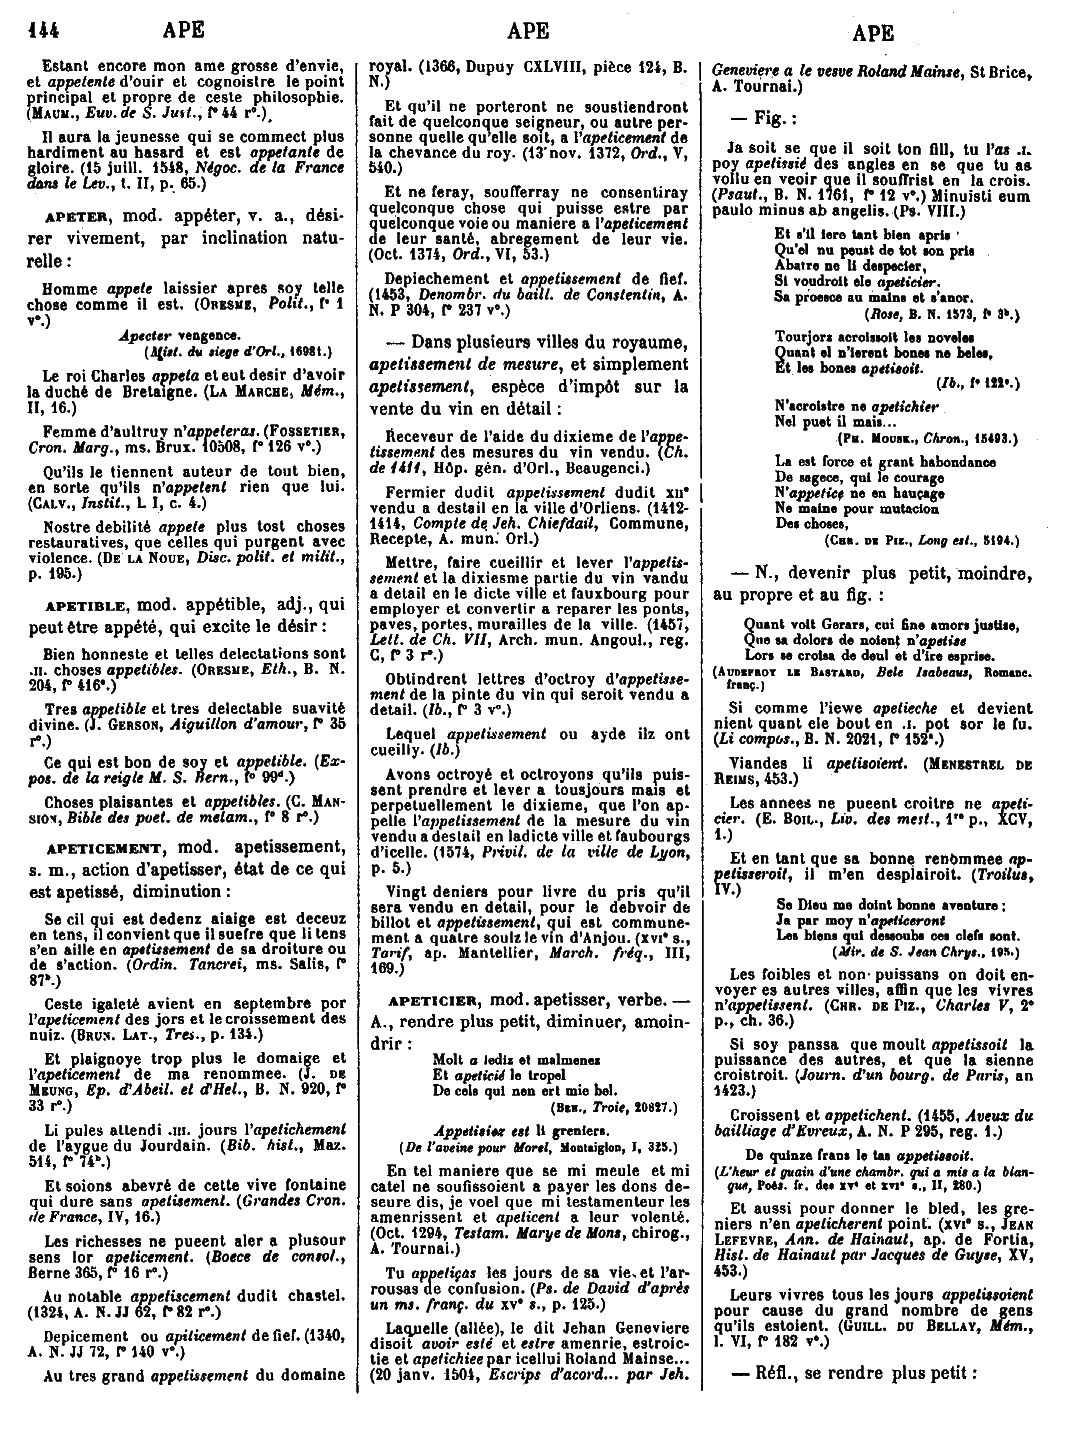 144 APE APE APE
Estant encore mon ame grosse d'envie,
et appetente d'ouir et cognoistre le point
principal et propre de ceste philosophie.
(MAUM., Euv. de S. Just., f° 44 r°.)
Il aura la jeunesse qui se commect plus
hardiment au hasard et est appetante de
gloire. (15 juill. 1548, Négoc. de la France
dans le Lev., t. II, p. 65.)
APETER, mod. appéter, v. a., dési-
rer vivement, par inclination natu-
relle :
Homme appete laissier apres soy telle
chose comme il est. (ORESME, Polit., f° 1
v°.)
Apecter vengence.
(Mist. du siege d'Orl., 16981.)
Le roi Charles appeta et eut desir d'avoir
la duché de Bretaigne. (LA MARCHE, Mém.,
II, 16.)
Femme d'aultruy n'appeteras. (FOSSETIER,
Cron. Marg., ms. Brux. 10508, f° 126 v°.)
Qu'ils le tiennent auteur de tout bien,
en sorte qu'ils n'appetent rien que lui.
(CALV., Instit., l. I, c. 4.)
Nostre debilité appete plus tost choses
restauratives, que celles qui purgent avec
violence. (DE LA NOUE, Disc. polit. et milit.,
p. 195.)
APETIBLE, mod. appétible, adj., qui
peut être appété, qui excite le désir :
Bien honneste et telles delectations sont
.II. choses appetibles. (ORESME, Eth., B. N.
204, f° 416ᵃ.)
Tres appetible et tres delectable suavité
divine. (J. GERSON, Aiguillon d'amour, f° 35
r°.)
Ce qui est bon de soy et appetible. (Ex-
pos. de la reigle M. S. Bern., f° 99ᵈ.)
Choses plaisantes et appetibles. (C. MAN-
SION, Bible des poet. de metam., f° 8 r°.)
APETICEMENT, mod. apetissement,
s. m., action d'apetisser, état de ce qui
est apetissé, diminution :
Se cil qui est dedenz aiaige est deceuz
en tens, il convient que il suefre que li tens
s'en aille en apetissement de sa droiture ou
de s'action. (Ordin. Tancrei, ms. Salis, f°
87ᵇ.)
Ceste igaleté avient en septembre por
l'apeticement des jors et le croissement des
nuiz. (BRUN. LAT., Tres., p. 134.)
Et plaignoye trop plus le domaige et
l'apeticement de ma renommee. (J. DE
MEUNG, Ep. d'Abeil. et d'Hel., B. N. 920, f°
33 r°.)
Li pules attendi .III. jours l'apetichement
de l'aygue du Jourdain. (Bib. hist., Maz.
514, f° 74ᵇ.)
Et soions abevré de cette vive fontaine
qui dure sans apetisement. (Grandes Cron.
de France, IV, 16.)
Les richesses ne pueent aler a plusour
sens lor apeticement. (Boece de consol.,
Berne 365, f° 16 r°.)
Au notable appetiscement dudit chastel.
(1324, A. N. JJ 62, f° 82 r°.)
Depicement ou apiticement de fief. (1340,
A. N. JJ 72, f° 140 v°.)
Au tres grand appetissement du domaine
royal. (1366, Dupuy CXLVIII, pièce 124, B.
N.)
Et qu'il ne porteront ne soustiendront
fait de quelconque seigneur, ou autre per-
sonne quelle qu'elle soit, a l'apeticement de
la chevance du roy. (13 nov. 1372, Ord., V,
540.)
Et ne feray, soufferray ne consentiray
quelconque chose qui puisse estre par
quelconque voie ou maniere a l'apeticement
de leur santé, abregement de leur vie.
(Oct. 1374, Ord., VI, 53.)
Depiechement et appetissement de fief.
(1453, Denombr. du baill. de Constentin, A.
N. P 304, f° 237 v°.)
— Dans plusieurs villes du royaume,
apetissement de mesure, et simplement
apetissement, espèce d'impôt sur la
vente du vin en détail :
Receveur de l'aide du dixieme de l'appe-
tissement des mesures du vin vendu. (Ch.
de 1411, Hôp. gén. d'Orl., Beaugenci.)
Fermier dudit appetissement dudit XIIᵉ
vendu a destail en la ville d'Orliens. (1412-
1414, Compte de Jeh. Chiefdail, Commune,
Recepte, A. mun. Orl.)
Mettre, faire cueillir et lever l'appetis-
sement et la dixiesme partie du vin vandu
a detail en le dicte ville et fauxbourg pour
employer et convertir a reparer les ponts,
paves, portes, murailles de la ville. (1457,
Lett. de Ch. VII, Arch. mun. Angoul., reg.
C, f° 3 r°.)
Obtindrent lettres d'octroy d'appetisse-
ment de la pinte du vin qui seroit vendu a
detail. (Ib., f° 3 v°.)
Lequel appetissement ou ayde ilz ont
cueilly. (Ib.)
Avons octroyé et octroyons qu'ils puis-
sent prendre et lever a tousjours mais et
perpetuellement le dixieme, que l'on ap-
pelle l'appetissement de la mesure du vin
vendu a destail en ladicte ville et faubourgs
d'icelle. (1574, Privil. de la ville de Lyon,
p. 5.)
Vingt deniers pour livre du pris qu'il
sera vendu en détail, pour le debvoir de
billot et appetissement, qui est commune-
ment a quatre soulz le vin d'Anjou. (XVIᵉ s.,
Tarif, ap. Mantellier, March. fréq., III,
169.)
APETICIER, mod. apetisser, verbe. —
A., rendre plus petit, diminuer, amoin-
drir :
Molt a lediz et malmenez
Et apeticié le tropel
De cels qui nen ert mie bel.
(BEN., Troie, 20827.)
Apetisiez est li greniers.
(De l'aveine pour Morel, Montaiglon, I, 325.)
En tel maniere que se mi meule et mi
catel ne soufissoient a payer les dons de-
seure dis, je voel que mi testamenteur les
amenrissent et apeticent a leur volenté.
(Oct. 1294, Testam. Marye de Mons, chirog.,
A. Tournai.)
Tu appetiças les jours de sa vie et l'ar-
rousas de confusion. (Ps. de David d'après
un ms. franç. du XVᵉ s., p. 125.)
Laquelle (allée), le dit Jehan Geneviere
disoit avoir esté et estre amenrie, estroic-
tie et apetichiee par icellui Roland Mainse...
(20 janv. 1504, Escrips d'acord... par Jeh.
Geneviere a le vesve Roland Mainse, St Brice,
A. Tournai.)
— Fig. :
Ja soit se que il soit ton fill, tu l'as .I.
poy apetissié des angles en se que tu as
vollu en veoir que il souffrist en la crois.
(Psaut., B. N. 1761, f° 12 v°.) Minuisti eum
paulo minus ab angelis. (Ps. VIII.)
Et s'il iere tant bien apris
Qu'el nu peust de tot son pris
Abatre ne li despecier,
Si voudroit ele apeticier.
Sa proesce au mains et s'anor.
(Rose, B. N. 1573, f° 3ᵇ.)
Tourjorz acroissoit les noveles
Quant el n'ierent bones ne beles,
Et les bones apetisoit.
(Ib., f° 122ᵉ.)
N'acroistre ne apetichier
Nel puet il mais...
(PH. MOUSK., Chron., 15493.)
La est force et grant habondance
De sagece, qui le courage
N'appetice ne en hauçage
Ne maine pour mutacion
Des choses,
(CHR. DE PIZ., Long est., 5194.)
— N., devenir plus petit, moindre,
au propre et au fig. :
Quant voit Gerars, cui fine amors justise,
Que sa dolors de noient n'apetise
Lors se croisa de deul et d'ire esprise.
(AUDEFROY LE BASTARD, Bele Isabeaus, Romanc.
franç.)
Si comme l'iewe apetieche et devient
nient quant ele bout en .I. pot sor le fu.
(Li compos., B. N. 2021, f° 152ᵃ.)
Viandes li apetisoient. (MENESTREL DE
REIMS, 453.)
Les annees ne pueent croitre ne apeti-
cier. (E. BOIL., Liv. des mest., 1ʳᵉ p., XCV,
1.)
Et en tant que sa bonne renommee ap-
petisseroit, il m'en desplairoit. (Troilus,
IV.)
Se Dieu me doint bonne aventure ;
Ja par moy n'apeticeront
Les biens qui dessoubs ces clefs sont.
(Mir. de S. Jean Chrys., 195.)
Les foibles et non puissans on doit en-
voyer es autres villes, affin que les vivres
n'appetissent. (CHR. DE PIZ., Charles V, 2ᵉ
p., ch. 36.)
Si soy panssa que moult appetissoit la
puissance des autres, et que la sienne
croistroit. (Journ. d'un bourg. de Paris, an
1423.)
Croissent et appetichent. (1455, Aveux du
bailliage d'Evreux, A. N. P 295, reg. 1.)
De quinze frans le tas appetissoit.
(L'heur et guain d'une chambr. qui a mis a la blan-
que, Poés. fr. des XVᵉ et XVIᵉ s., II, 280.)
Et aussi pour donner le bled, les gre-
niers n'en apeticherent point. (XVIᵉ s., JEAN
LEFEVRE, Ann. de Hainaut, ap. de Fortia,
Hist. de Hainaut par Jacques de Guyse, XV,
453.)
Leurs vivres tous les jours appetissoient
pour cause du grand nombre de gens
qu'ils estoient. (GUILL. DU BELLAY, Mém.,
l. VI, f° 182 v°.)
— Réfl., se rendre plus petit :